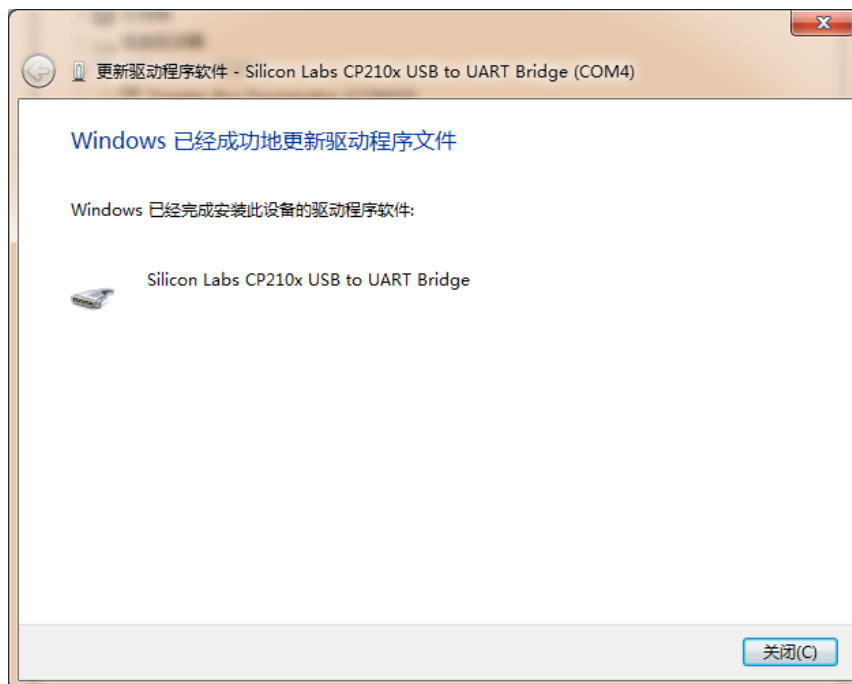 更新驱动程序软件 - Silicon Labs CP210x USB to UART Bridge (COM4)
Windows 已经成功地更新驱动程序文件
Windows 已经完成安装此设备的驱动程序软件:
Silicon Labs CP210x USB to UART Bridge
关闭(C)